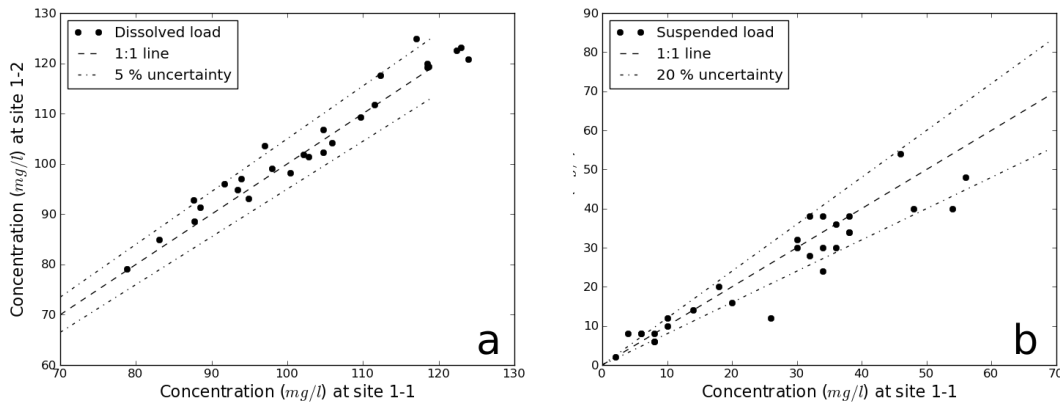 130
120
110
100
90
80
70
60
Concentration (mg/l) at site 1-2
Dissolved load
1:1 line
5 % uncertainty
a
70 80 90 100 110 120 130
Concentration (mg/l) at site 1-1
90
80
70
60
50
40
30
20
10
0
Suspended load
1:1 line
20 % uncertainty
b
0 10 20 30 40 50 60 70
Concentration (mg/l) at site 1-1